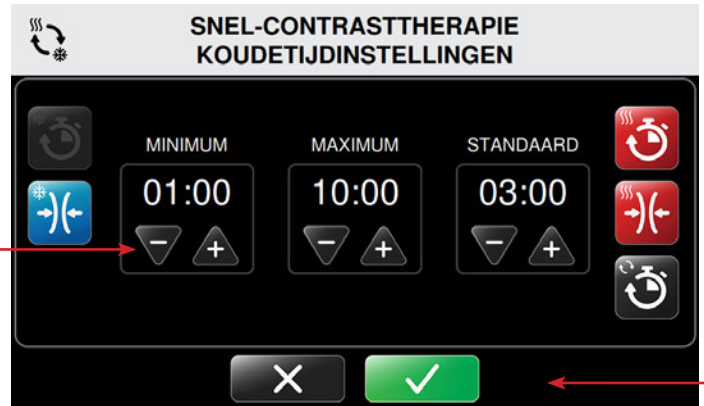 SNEL-CONTRASTTHERAPIE
KOUDETIJDINSTELLINGEN
MINIMUM MAXIMUM STANDAARD
01:00 10:00 03:00
- + - + - +